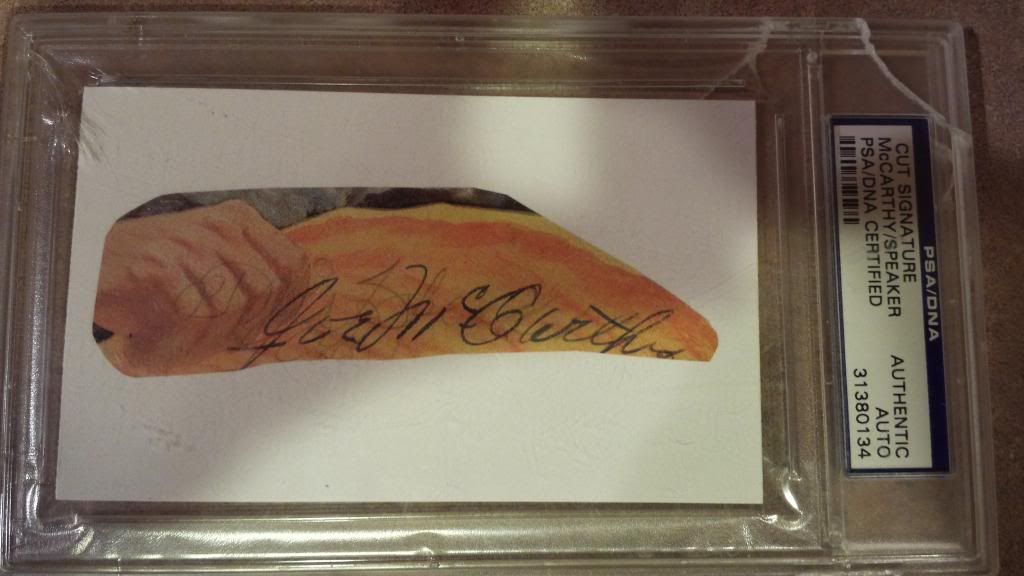 PSA/DNA
CUT SIGNATURE
McCARTHY/SPEAKER
PSA/DNA CERTIFIED
AUTHENTIC
AUTO
31380134
Joe McCarthy